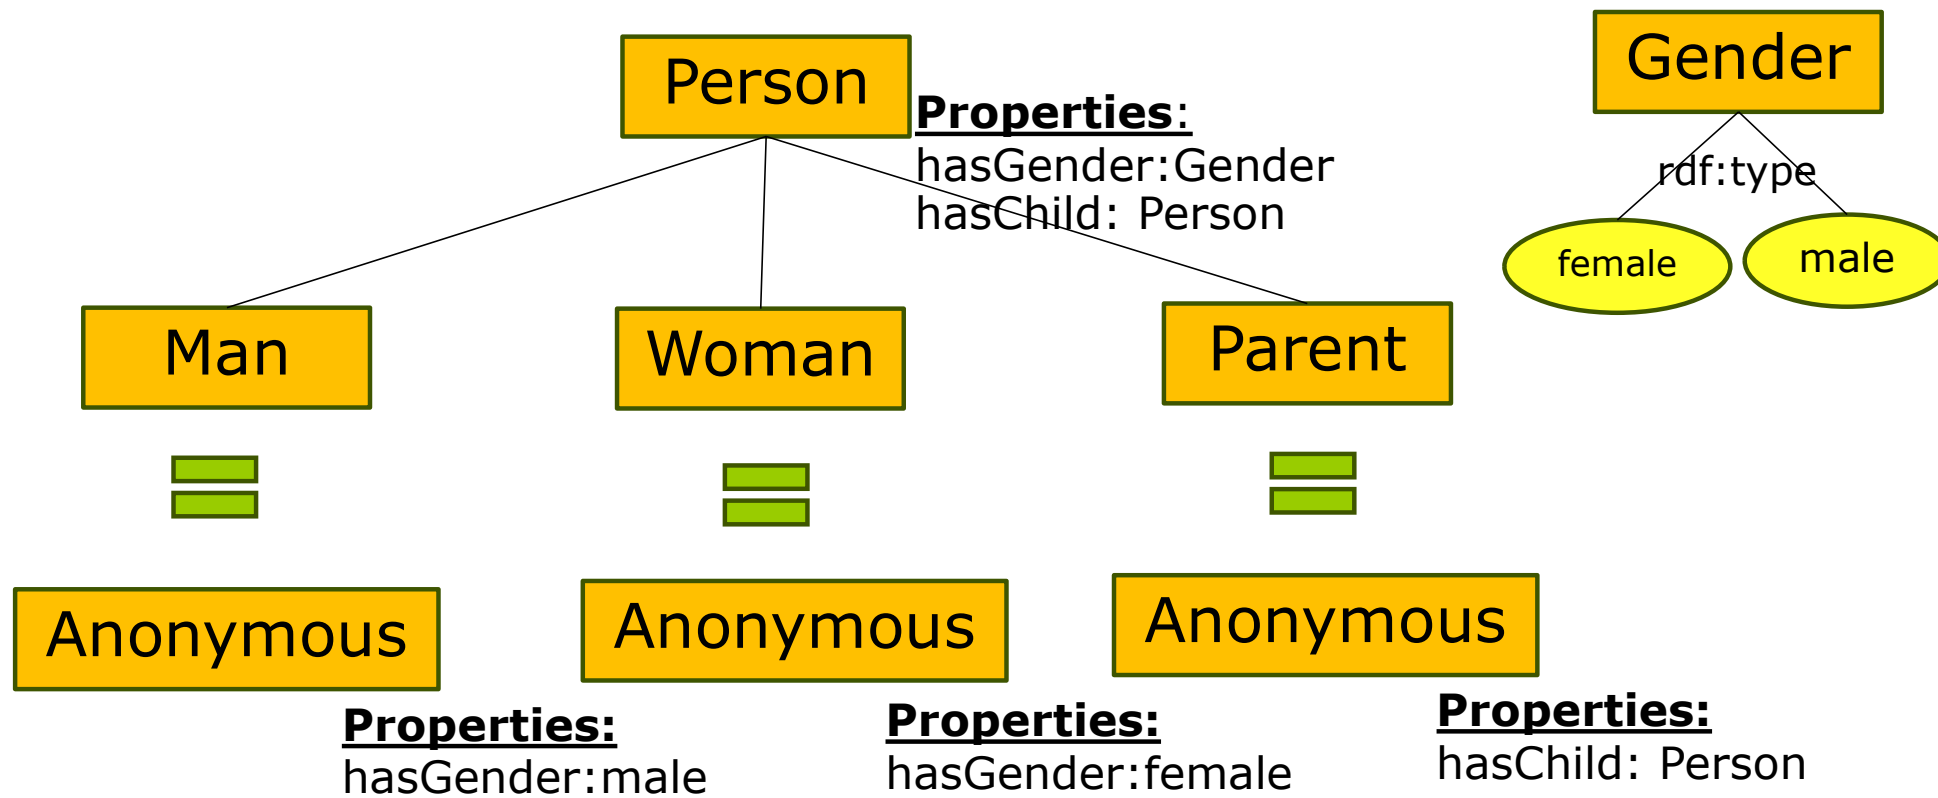 Person
Gender
Properties:
hasGender:Gender
hasChild: Person
rdf:type
female
male
Man
Woman
Parent
Anonymous
Anonymous
Anonymous
Properties:
hasGender:male
Properties:
hasGender:female
Properties:
hasChild: Person